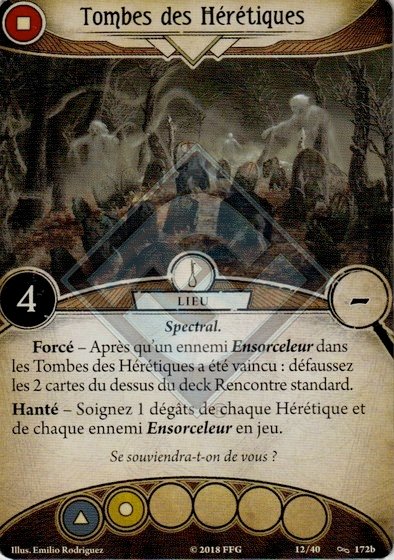 Tombes des Hérétiques
4
LIEU
-
Spectral.
Forcé – Après qu'un ennemi Ensorceleur dans
les Tombes des Hérétiques a été vaincu : défaussez
les 2 cartes du dessus du deck Rencontre standard.
Hanté – Soignez 1 dégâts de chaque Hérétique et
de chaque ennemi Ensorceleur en jeu.
Se souviendra-t-on de vous ?
Illus. Emilio Rodriguez
© 2018 FFG
12/40
172b